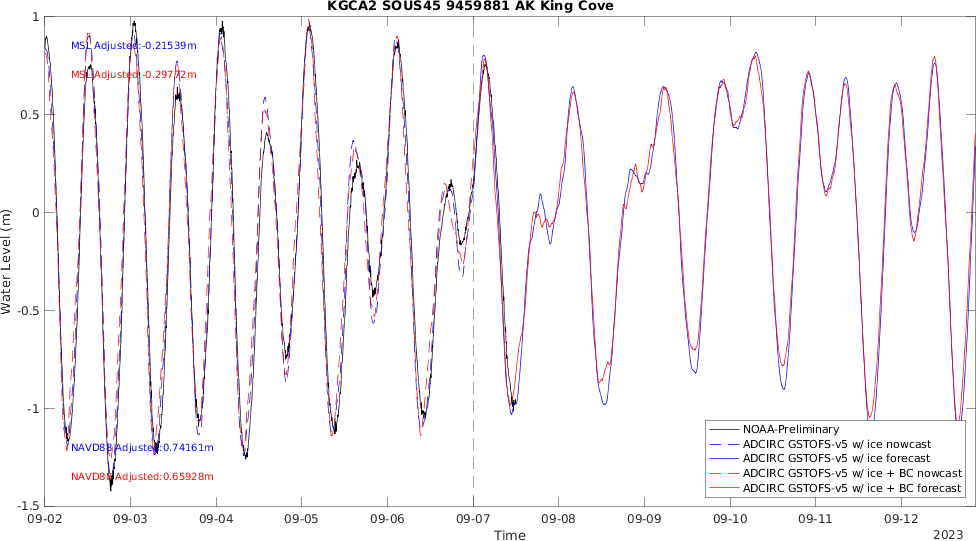 KGCA2 SOUS45 9459881 AK King Cove
1
0.5
0
-0.5
-1
-1.5
Water Level (m)
MSL Adjusted:-0.21539m
MSL Adjusted:-0.29772m
NAVD88 Adjusted:0.74161m
NAVD88 Adjusted:0.65928m
NOAA-Preliminary
ADCIRC GSTOFS-v5 w/ ice nowcast
ADCIRC GSTOFS-v5 w/ ice forecast
ADCIRC GSTOFS-v5 w/ ice + BC nowcast
ADCIRC GSTOFS-v5 w/ ice + BC forecast
09-02 09-03 09-04 09-05 09-06 09-07 09-08 09-09 09-10 09-11 09-12
Time
2023